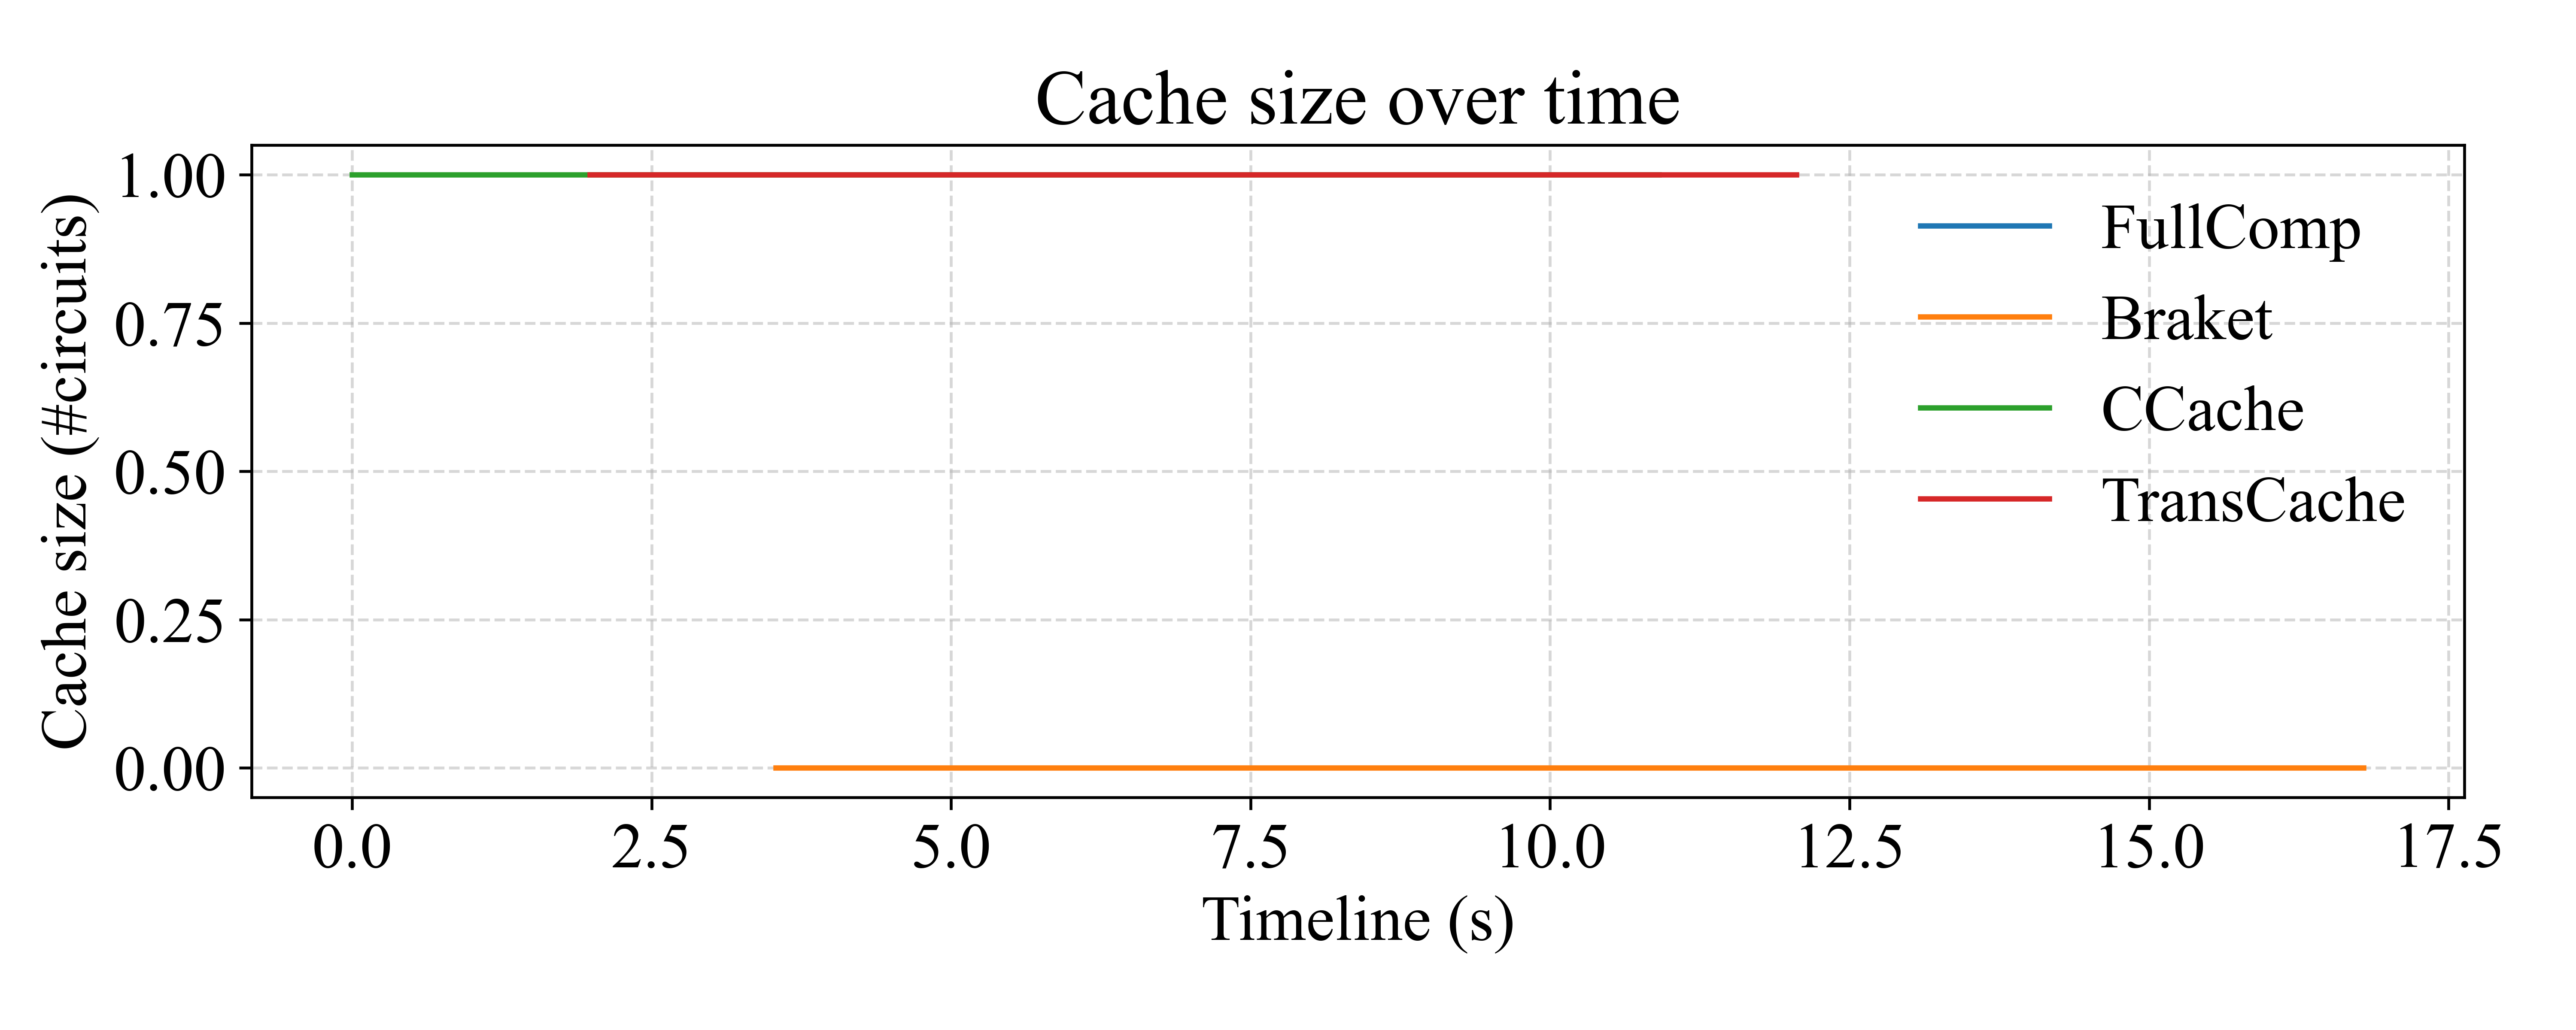 Cache size over time
Cache size (#circuits)
1.00
0.75
0.50
0.25
0.00
FullComp
Braket
CCache
TransCache
0.0 2.5 5.0 7.5 10.0 12.5 15.0 17.5
Timeline (s)